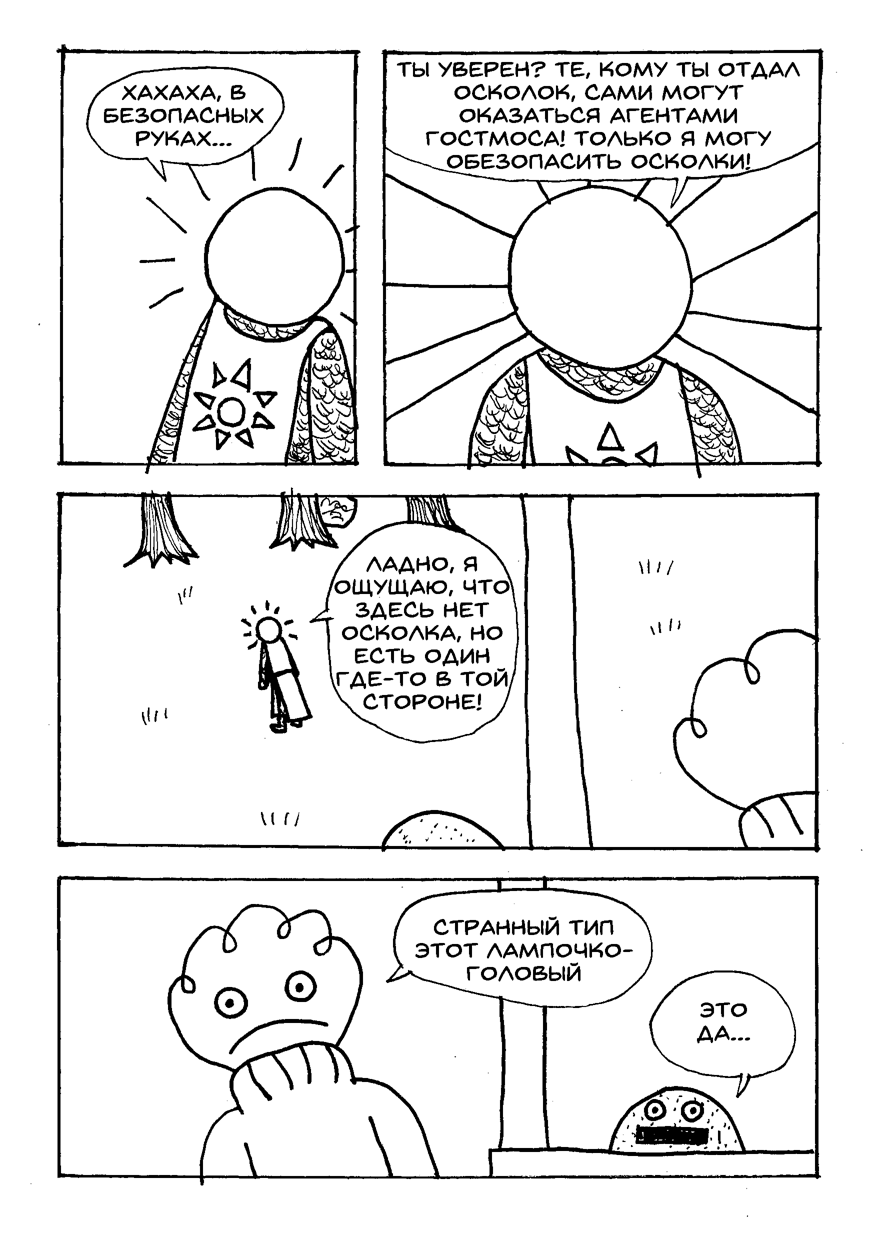 ХАХАХА, В
БЕЗОПАСНЫХ
РУКАХ...
ТЫ УВЕРЕН? ТЕ, КОМУ ТЫ ОТДАЛ
ОСКОЛОК, САМИ МОГУТ
ОКАЗАТЬСЯ АГЕНТАМИ
ГОСТМОСА! ТОЛЬКО Я МОГУ
ОБЕЗОПАСИТЬ ОСКОЛКИ!
ЛАДНО, Я
ОЩУЩАЮ, ЧТО
ЗДЕСЬ НЕТ
ОСКОЛКА, НО
ЕСТЬ ОДИН
ГДЕ-ТО В ТОЙ
СТОРОНЕ!
СТРАННЫЙ ТИП
ЭТОТ ЛАМПОЧКО-
ГОЛОВЫЙ
ЭТО
ДА...